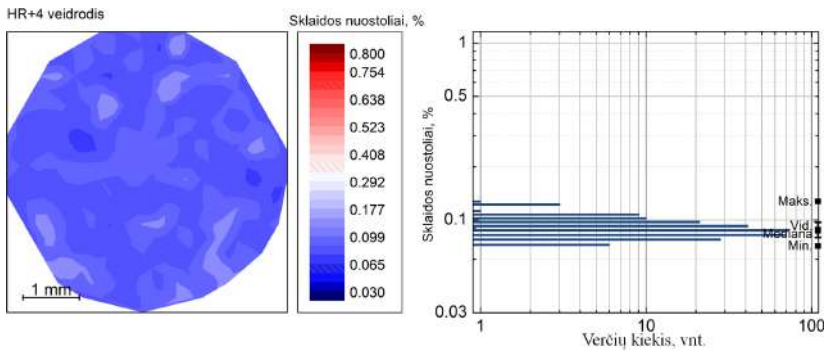 HR+4 veidrodis
1 mm
Sklaidos nuostoliai, %
0.800
0.754
0.638
0.523
0.408
0.292
0.177
0.099
0.065
0.030
Sklaidos nuostoliai, %
1
0.5
0.1
0.03
Maks.
Vid.
Mediana
Min.
1
10
100
Verčių kiekis, vnt.